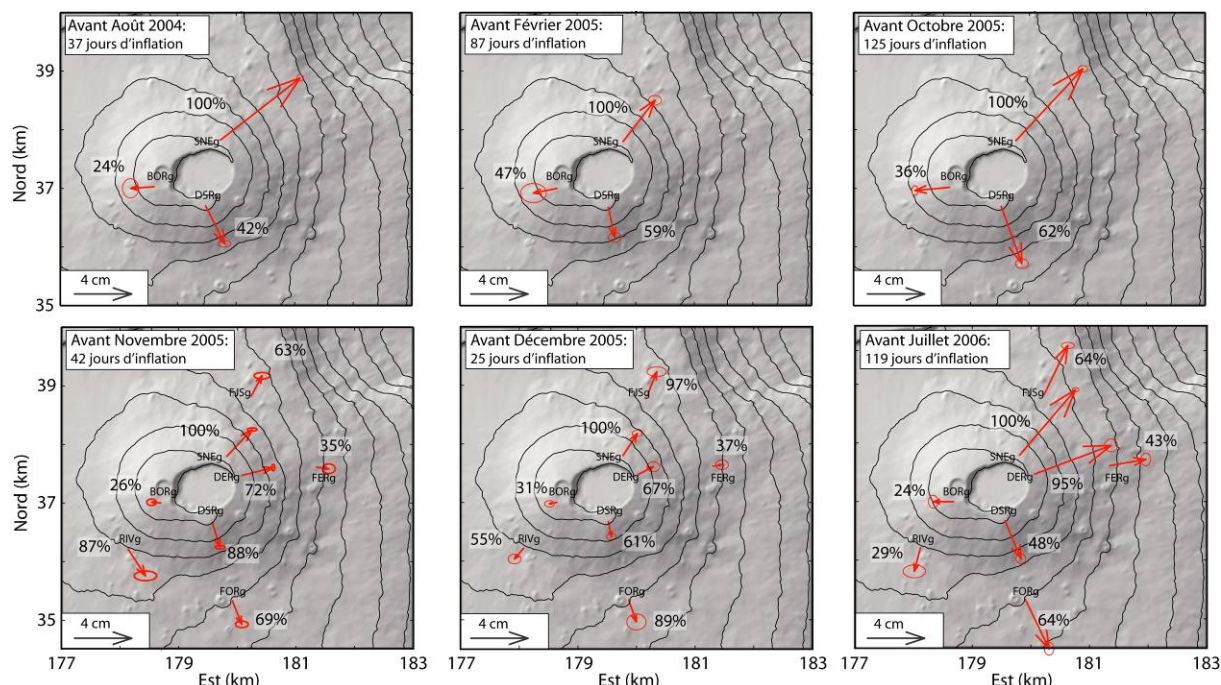 Avant Août 2004:
37 jours d'inflation
39
37
35
Nord (km)
100%
SNEg
24%
BORg
DSRg
42%
4 cm
Avant Février 2005:
87 jours d'inflation
100%
SNEg
47%
BORg
DSRg
59%
4 cm
Avant Octobre 2005:
125 jours d'inflation
100%
SNEg
36%
BORg
DSRg
62%
4 cm
Avant Novembre 2005:
42 jours d'inflation
63%
39
37
35
Nord (km)
FJSg
100%
SNEg
35%
DERg
FERg
72%
26%
BORg
DSRg
87%
RIVg
88%
FORg
69%
4 cm
177
179
181
183
Est (km)
Avant Décembre 2005:
25 jours d'inflation
97%
FJSg
100%
SNEg
37%
DERg
FERg
67%
31%
BORg
DSRg
55%
RIVg
61%
FORg
89%
4 cm
177
179
181
183
Est (km)
Avant Juillet 2006:
119 jours d'inflation
64%
FJSg
100%
SNEg
43%
DERg
FERg
95%
24%
BORg
DSRg
RIVg
48%
29%
FORg
64%
4 cm
177
179
181
183
Est (km)